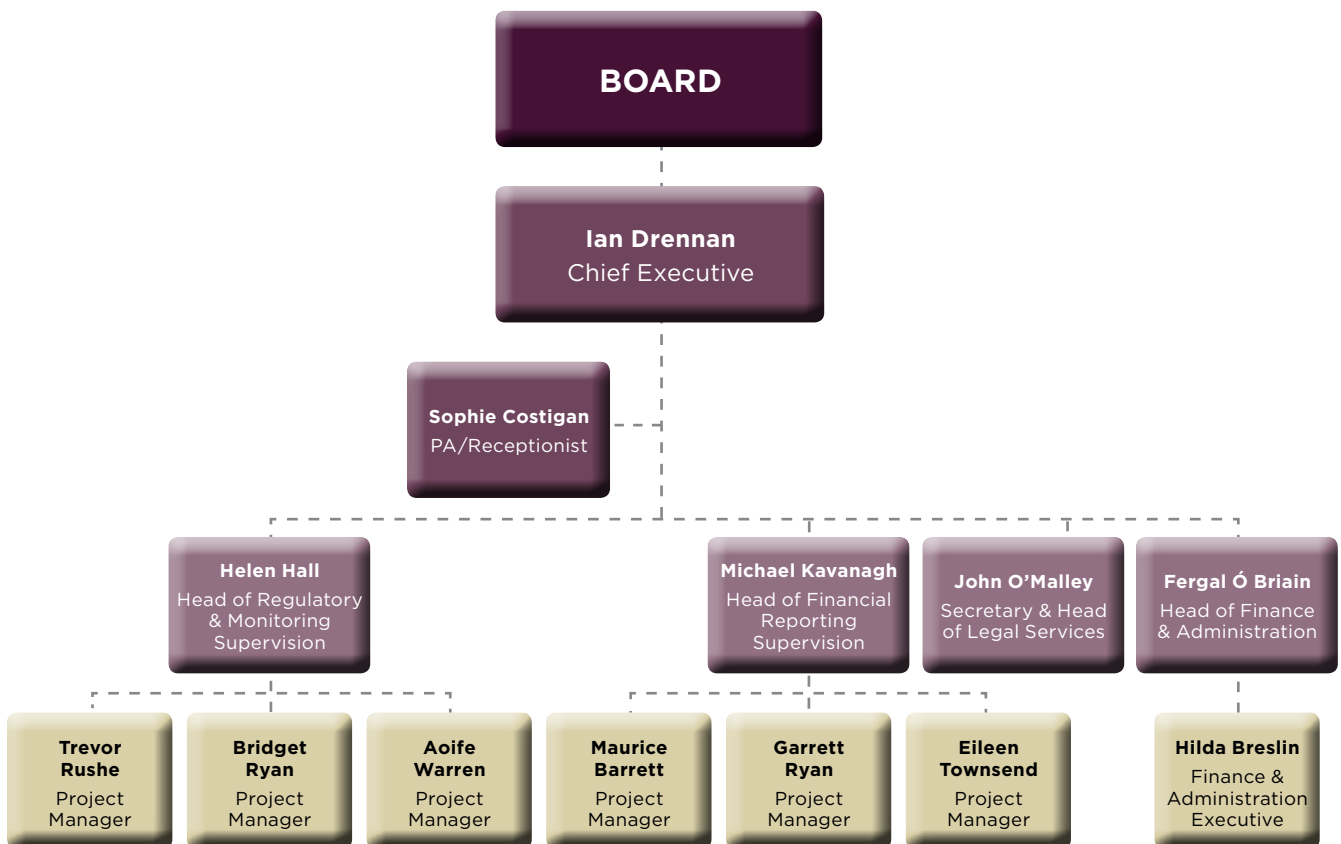 BOARD
Ian Drennan
Chief Executive
Sophie Costigan
PA/Receptionist
Helen Hall
Head of Regulatory
& Monitoring
Supervision
Michael Kavanagh
Head of Financial
Reporting
Supervision
John O’Malley
Secretary & Head
of Legal Services
Fergal Ó Briain
Head of Finance
& Administration
Trevor
Rushe
Project
Manager
Bridget
Ryan
Project
Manager
Aoife
Warren
Project
Manager
Maurice
Barrett
Project
Manager
Garrett
Ryan
Project
Manager
Eileen
Townsend
Project
Manager
Hilda Breslin
Finance &
Administration
Executive